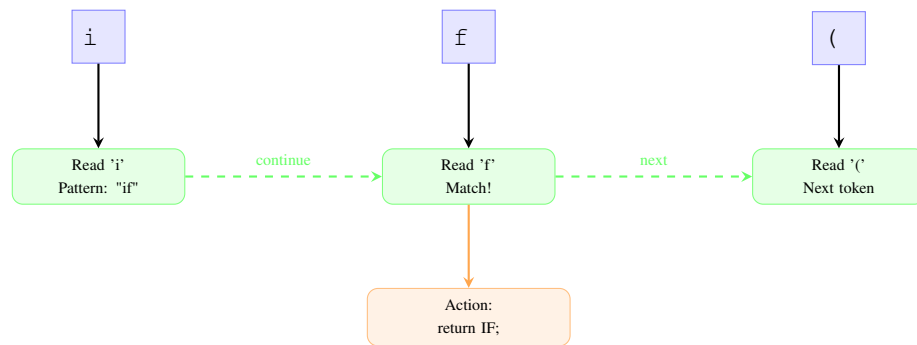 i
f
(
Read ’i’
Pattern: "if"
continue
Read ’f’
Match!
next
Read ’(’
Next token
Action:
return IF;